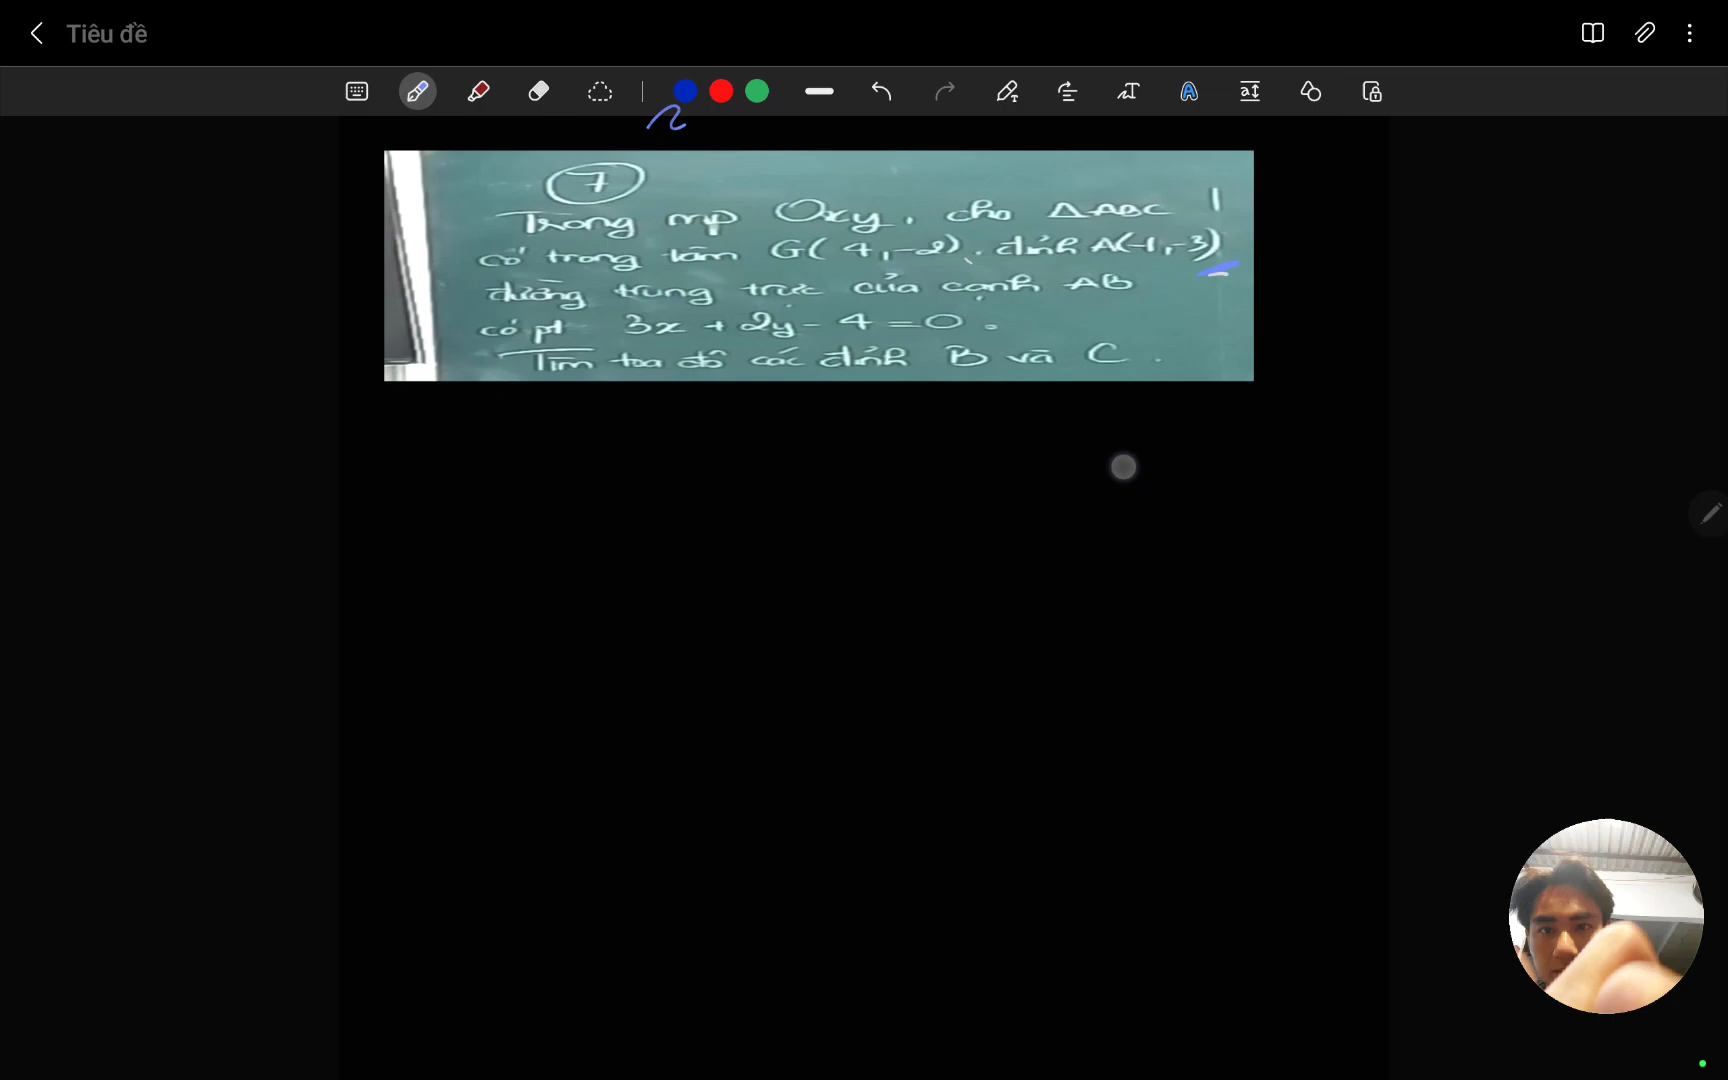 Tiêu đề
7
Trong mp Oxy, cho ΔABC
có trọng tâm G(4,-2), đỉnh A(-1,-3)
đường trung trực của cạnh AB
có pt 3x + 2y - 4 = 0.
Tìm tọa độ các đỉnh B và C.